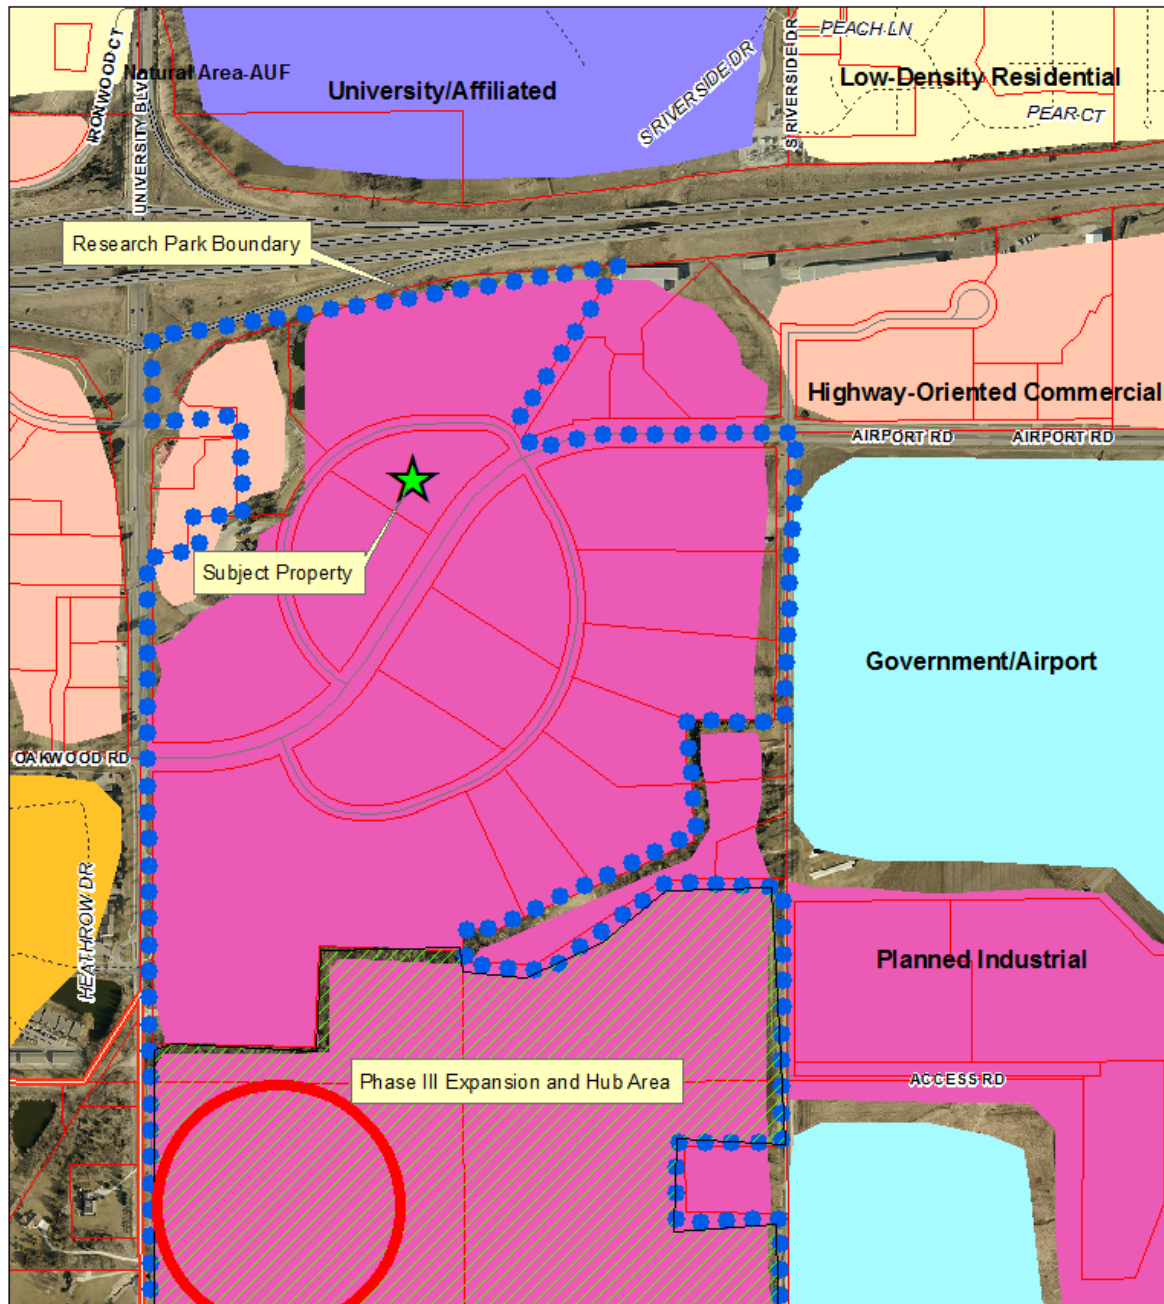 PEACH LN
IRONWOOD CT
Natural Area-AUF
University/Affiliated
S RIVERSIDE DR
S RIVERSIDE DR
Low-Density Residential
PEAR CT
UNIVERSITY BLVD
Research Park Boundary
Highway-Oriented Commercial
AIRPORT RD
AIRPORT RD
Subject Property
Government/Airport
OAKWOOD RD
HEATHROW DR
Planned Industrial
Phase III Expansion and Hub Area
ACCESS RD